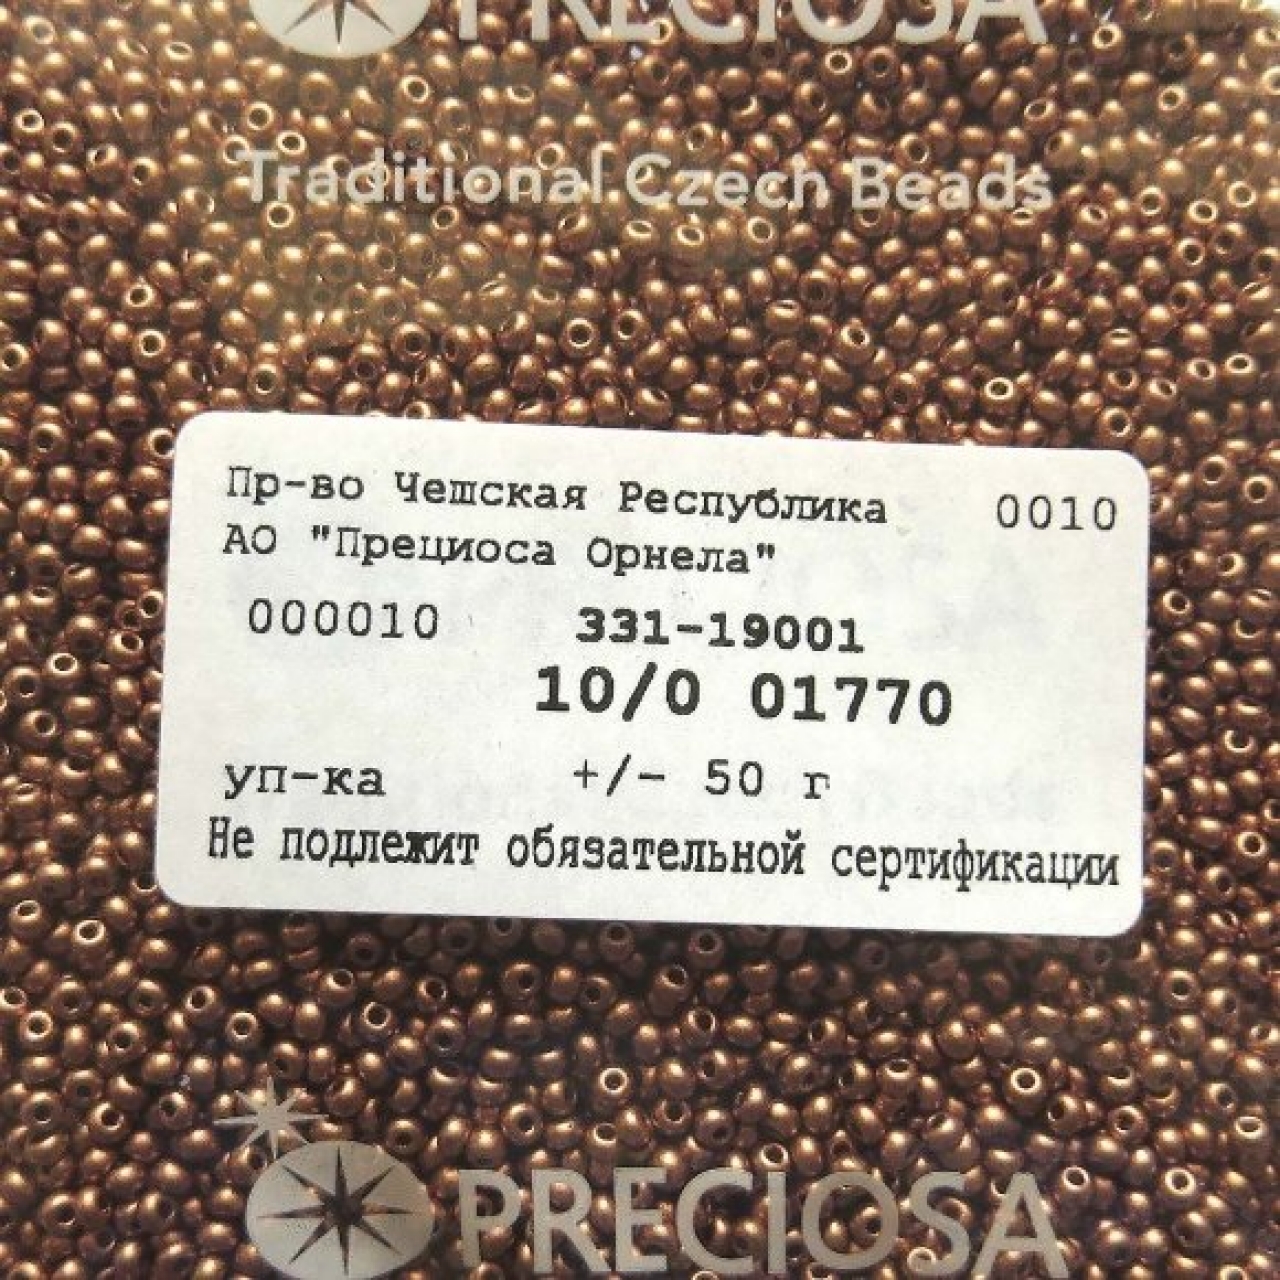 PRECIOSA
Traditional Czech Beads
Пр-во Чешская Республика 0010
АО "Прециоса Орнела"
000010 331-19001
10/0 01770
уп-ка +/- 50 г
Не подлежит обязательной сертификации
PRECIOSA